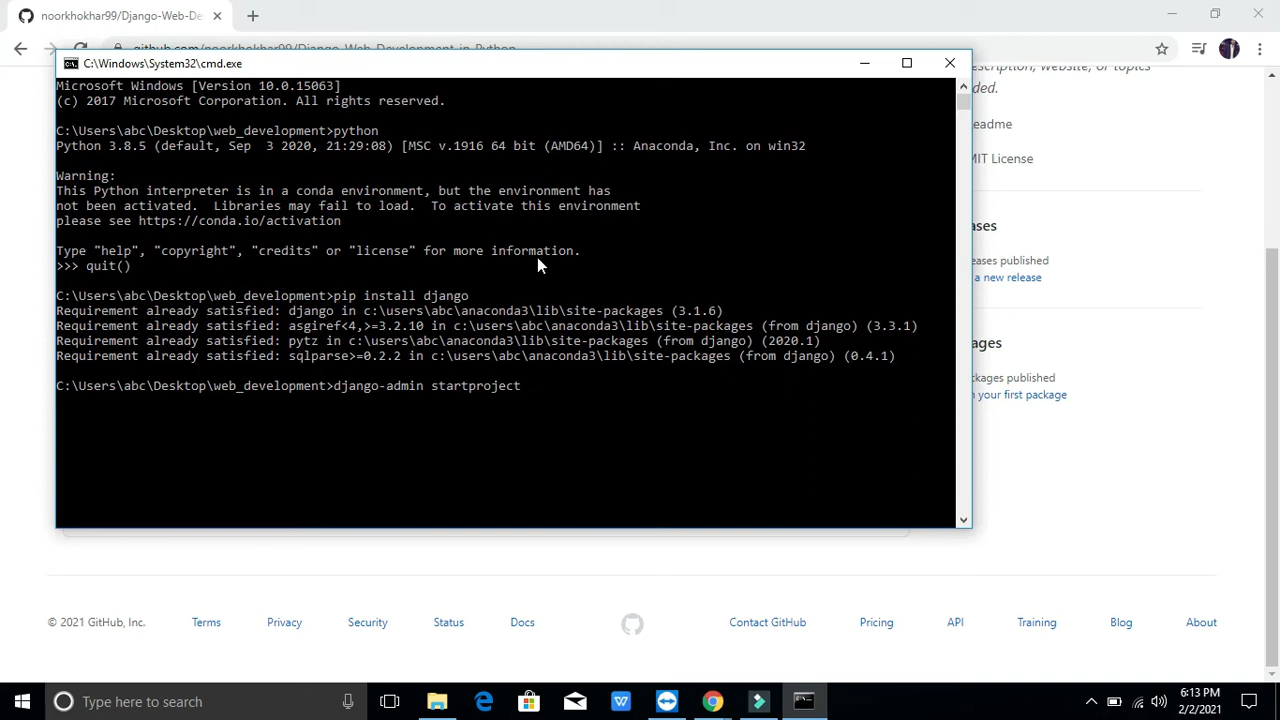 noorkhokhar99/Django-Web-De
github.com/noorkhokhar99/Django-Web-Development-in-Python
C:\Windows\System32\cmd.exe
Microsoft Windows [Version 10.0.15063]
(c) 2017 Microsoft Corporation. All rights reserved.
C:\Users\abc\Desktop\web_development>python
Python 3.8.5 (default, Sep  3 2020, 21:29:08) [MSC v.1916 64 bit (AMD64)] :: Anaconda, Inc. on win32
Warning:
This Python interpreter is in a conda environment, but the environment has
not been activated.  Libraries may fail to load.  To activate this environment
please see https://conda.io/activation
Type "help", "copyright", "credits" or "license" for more information.
>>> quit()
C:\Users\abc\Desktop\web_development>pip install django
Requirement already satisfied: django in c:\users\abc\anaconda3\lib\site-packages (3.1.6)
Requirement already satisfied: asgiref<4,>=3.2.10 in c:\users\abc\anaconda3\lib\site-packages (from django) (3.3.1)
Requirement already satisfied: pytz in c:\users\abc\anaconda3\lib\site-packages (from django) (2020.1)
Requirement already satisfied: sqlparse>=0.2.2 in c:\users\abc\anaconda3\lib\site-packages (from django) (0.4.1)
C:\Users\abc\Desktop\web_development>django-admin startproject
scription, website, or topics
ded.
eadme
MIT License
ases
eleases published
a new release
ages
ckages published
your first package
© 2021 GitHub, Inc.
Terms
Privacy
Security
Status
Docs
Contact GitHub
Pricing
API
Training
Blog
About
Type here to search
6:13 PM
2/2/2021